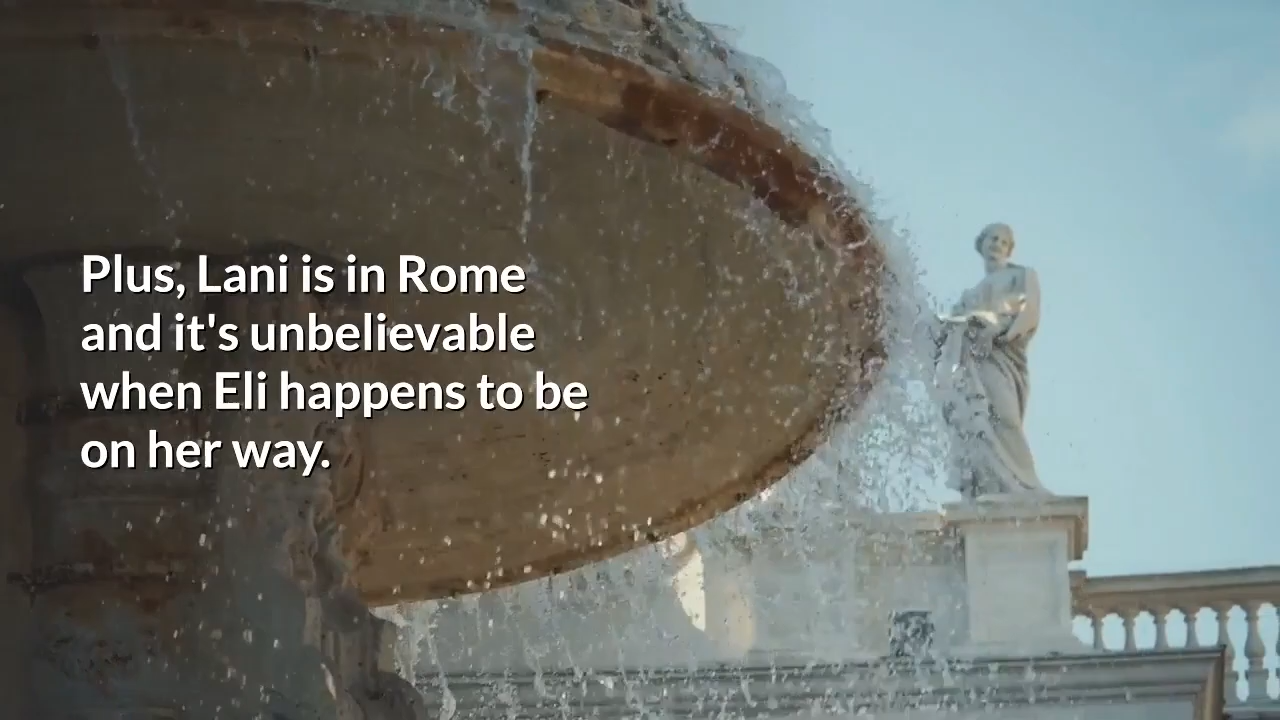 Plus, Lani is in Rome
and it's unbelievable
when Eli happens to be
on her way.